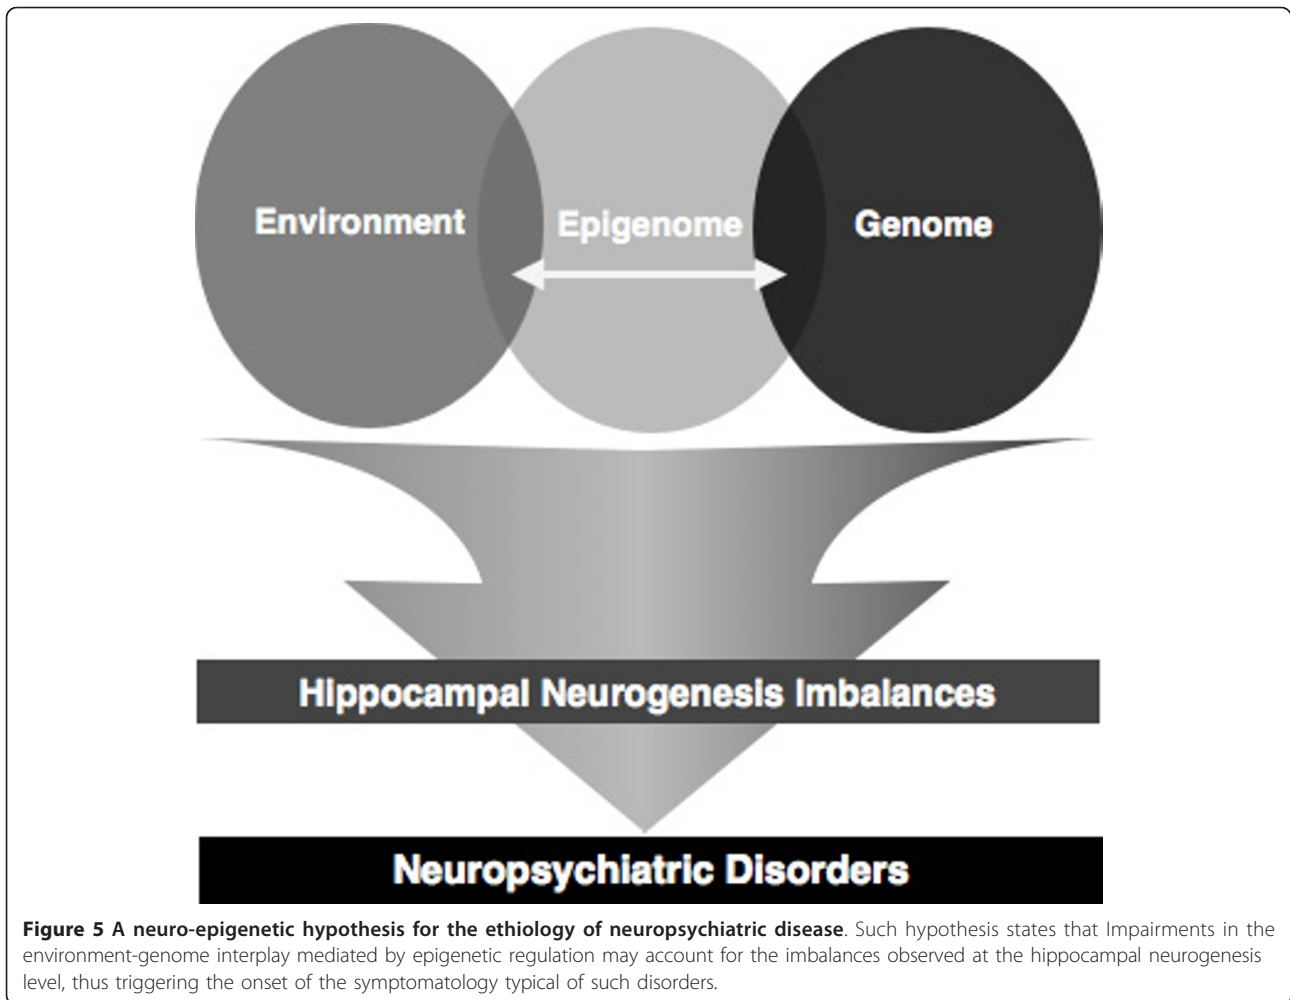 Environment
Epigenome
Genome
Hippocampal Neurogenesis Imbalances
Neuropsychiatric Disorders
Figure 5 A neuro-epigenetic hypothesis for the ethiology of neuropsychiatric disease. Such hypothesis states that Impairments in the
environment-genome interplay mediated by epigenetic regulation may account for the imbalances observed at the hippocampal neurogenesis
level, thus triggering the onset of the symptomatology typical of such disorders.